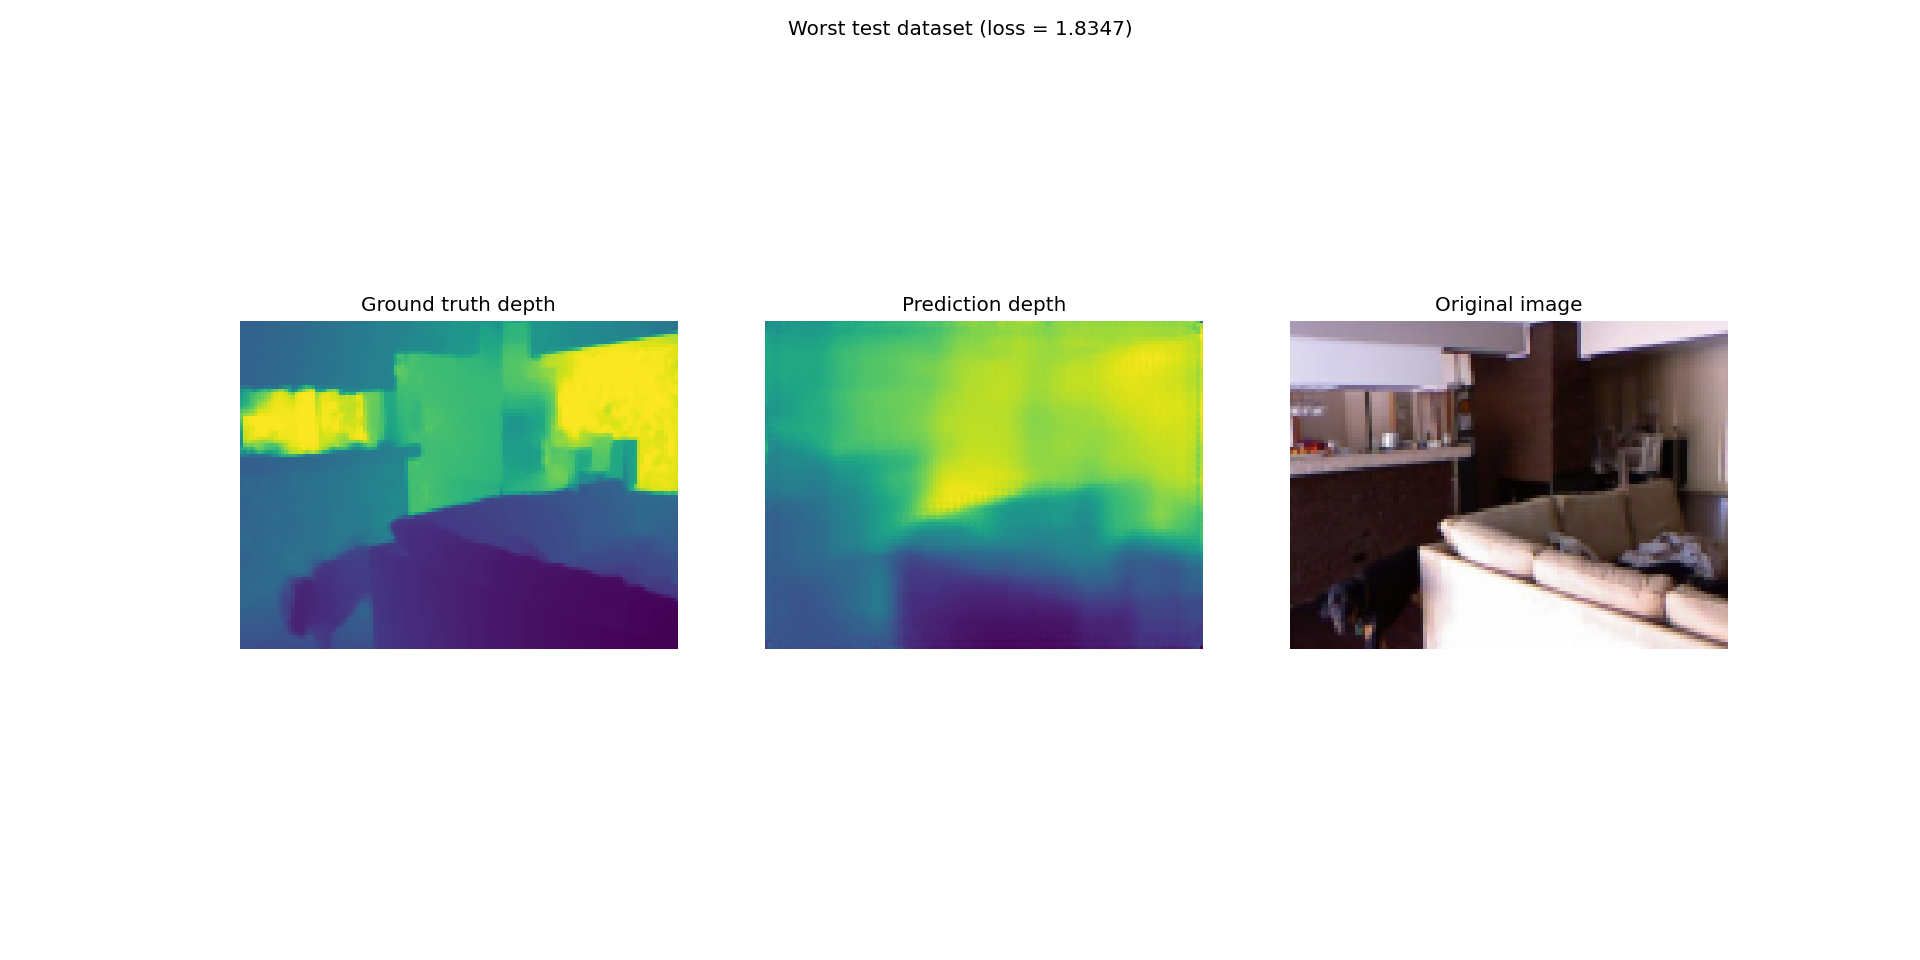 Worst test dataset (loss = 1.8347)
Ground truth depth
Prediction depth
Original image